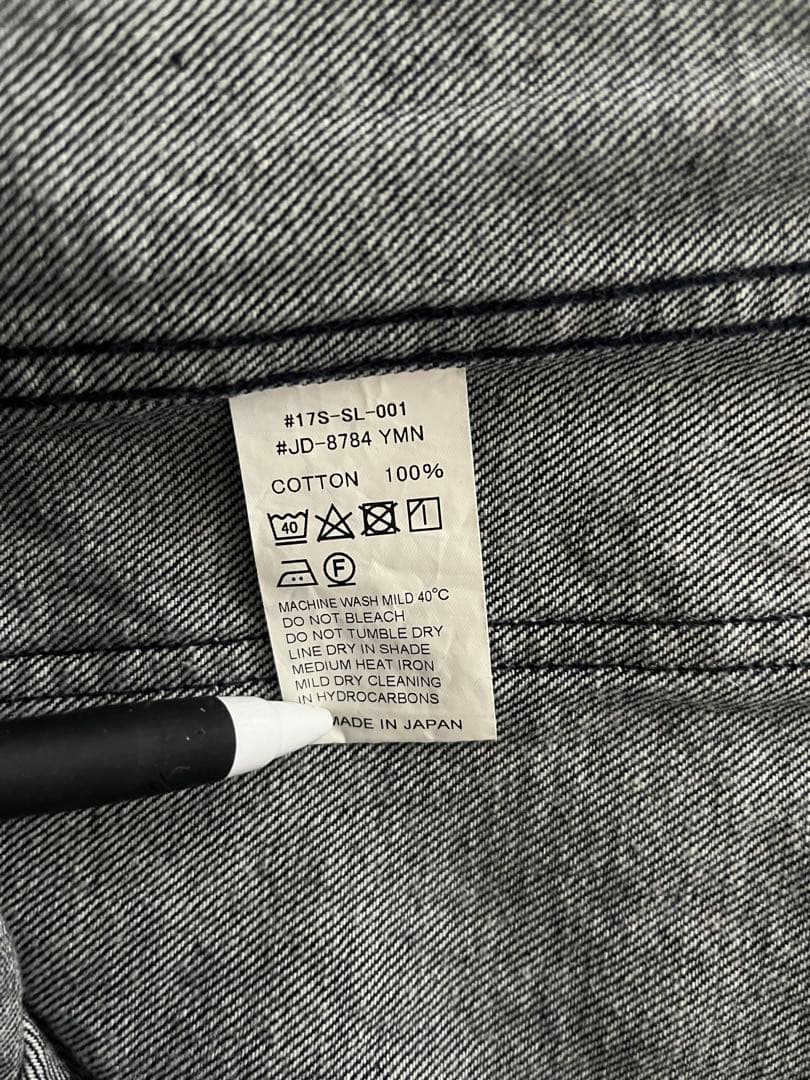 #17S-SL-001
#JD-8784 YMN
COTTON 100%
40
F
MACHINE WASH MILD 40°C
DO NOT BLEACH
DO NOT TUMBLE DRY
LINE DRY IN SHADE
MEDIUM HEAT IRON
MILD DRY CLEANING
IN HYDROCARBONS
MADE IN JAPAN